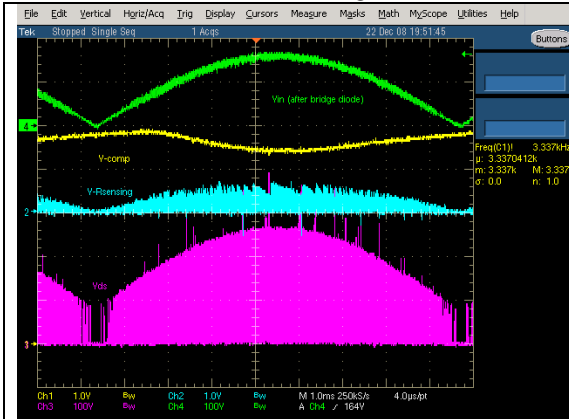 File Edit Vertical Horiz/Acq Trig Display Cursors Measure Masks Math MyScope Utilities Help
Tek Stopped Single Seq 1 Acqs 22 Dec 08 19:51:45 Buttons
Vin (after bridge diode)
4
Freq(C1)! 3.337kHz
V-comp
µ: 3.3370412k
m: 3.337k M: 3.337
σ: 0.0 n: 1.0
V-Rsensing
2
Vds
Ch1 1.0V Bw Ch2 1.0V Bw M 1.0ms 250kS/s 4.0µs/pt
Ch3 100V Bw Ch4 100V Bw A Ch4 ∕ 164V